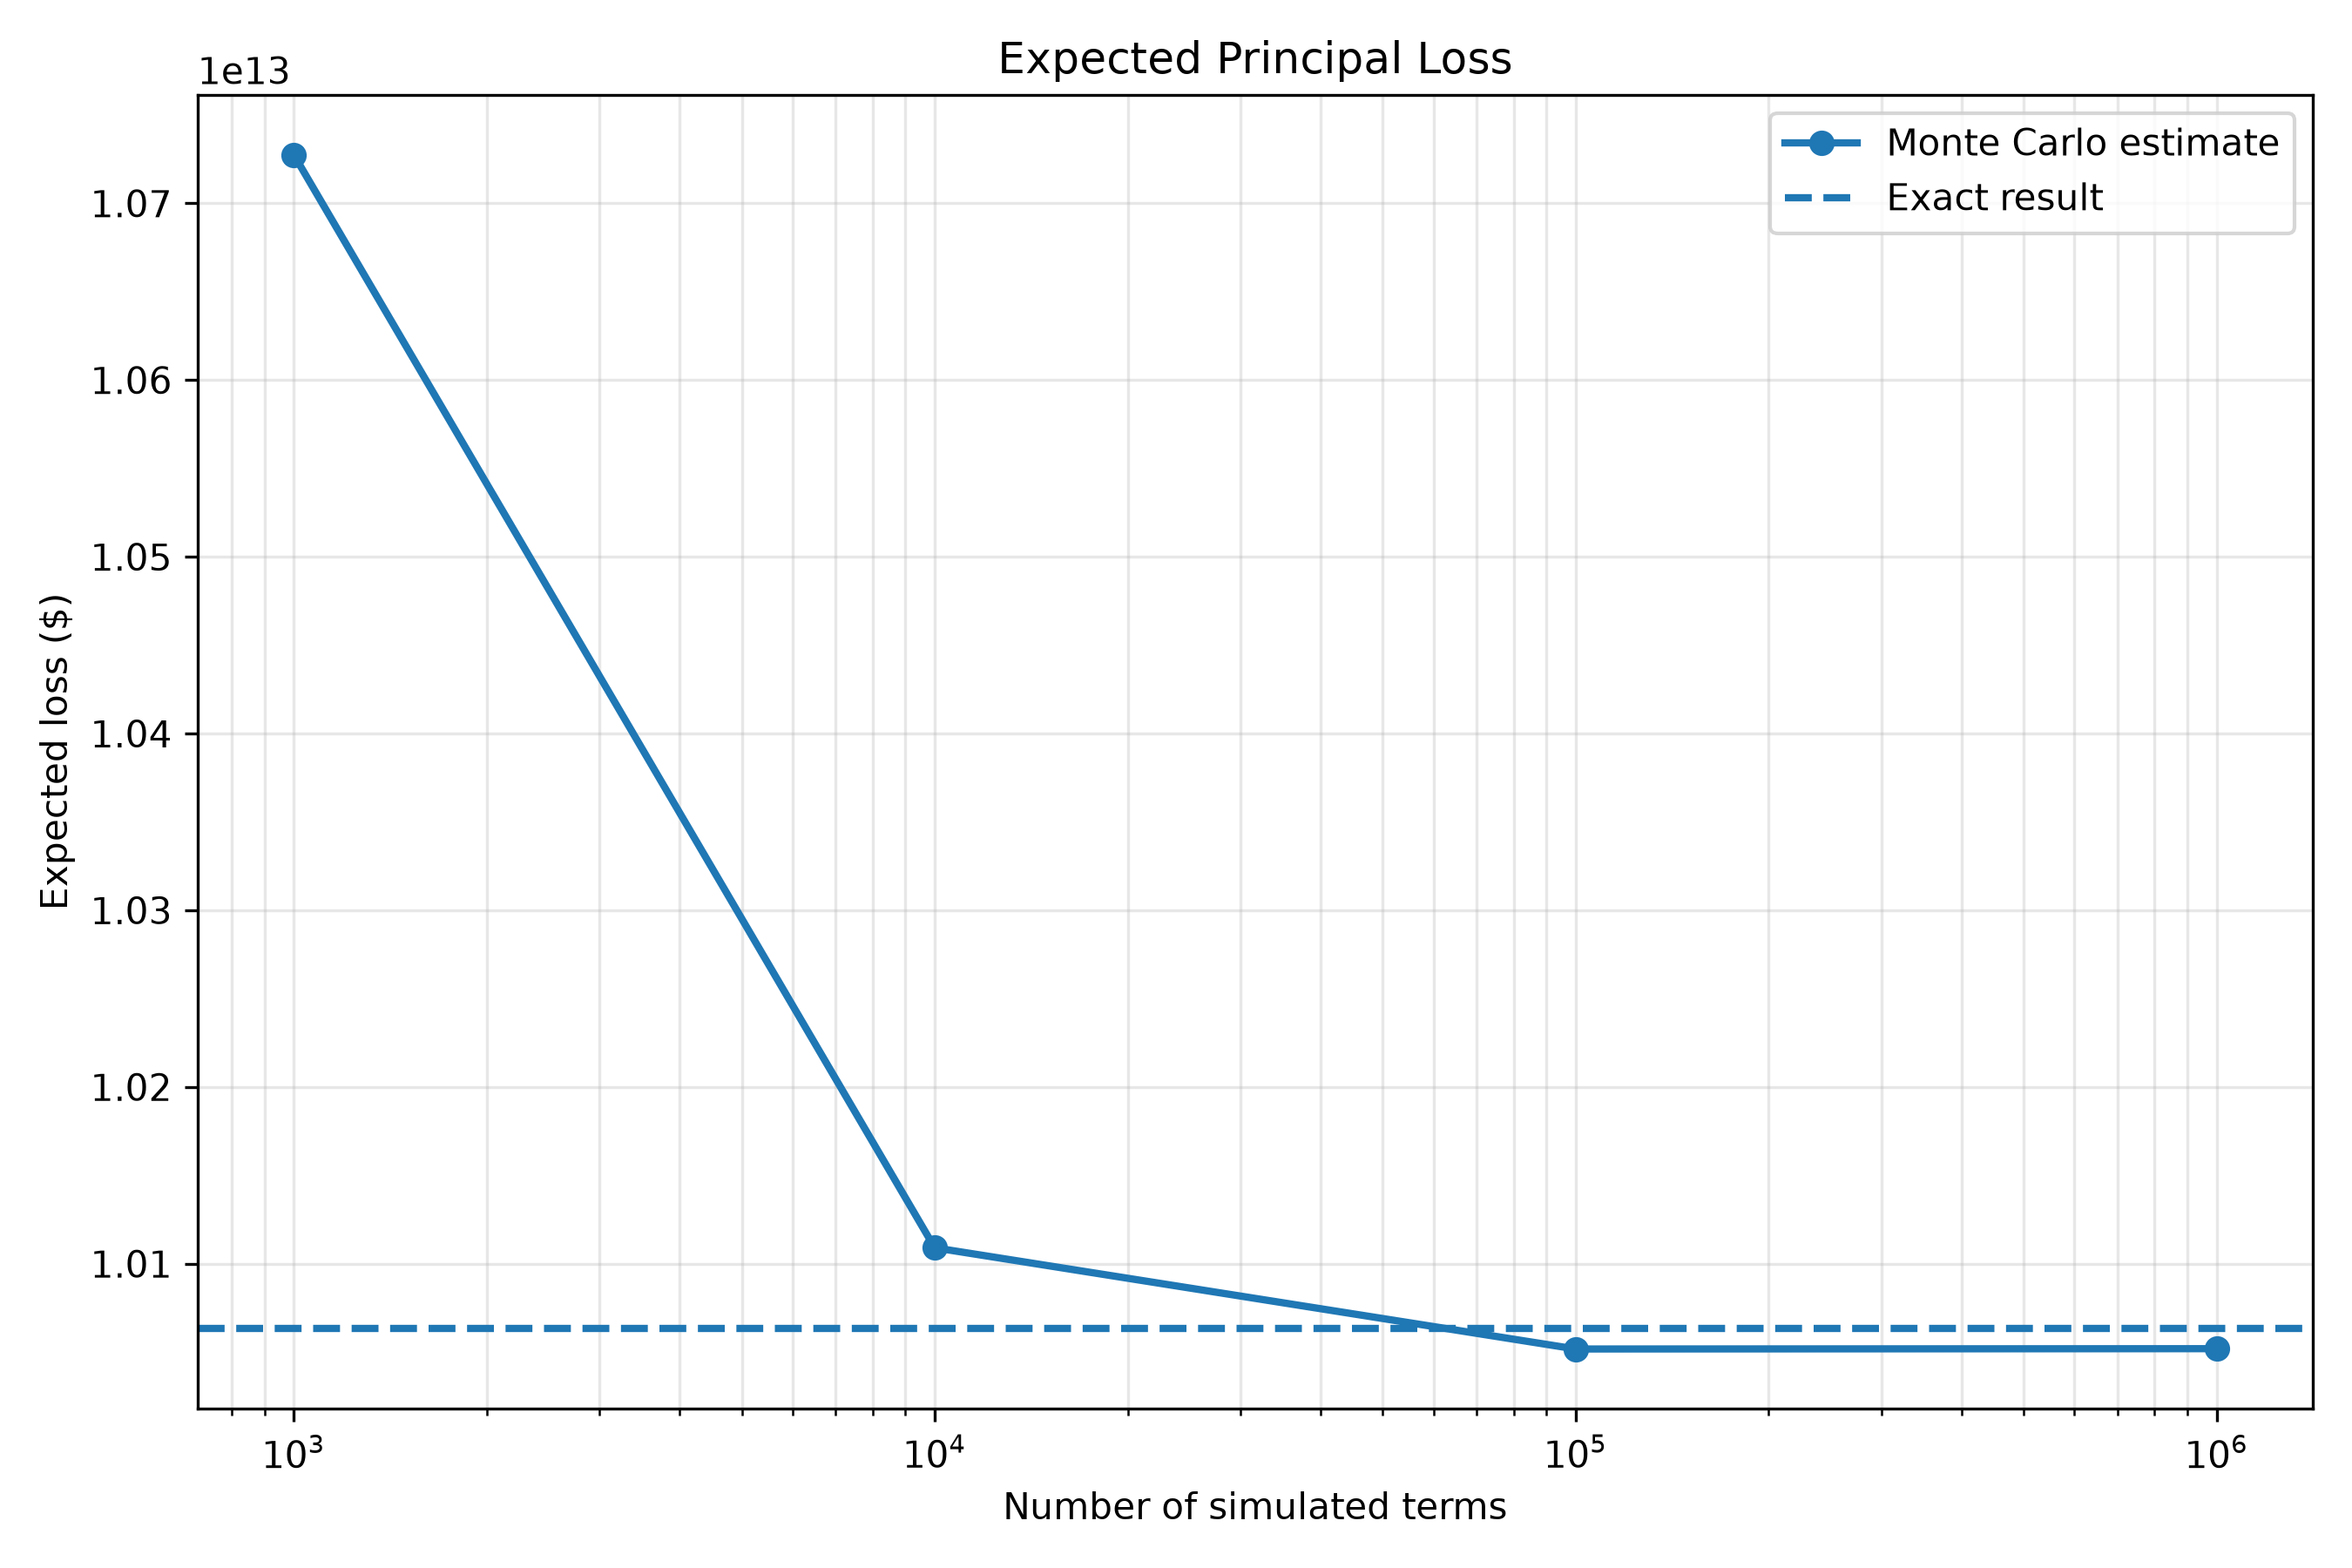 Expected Principal Loss
1e13
Monte Carlo estimate
Exact result
1.07
1.06
1.05
1.04
1.03
1.02
1.01
Expected loss ($)
10³
10⁴
10⁵
10⁶
Number of simulated terms